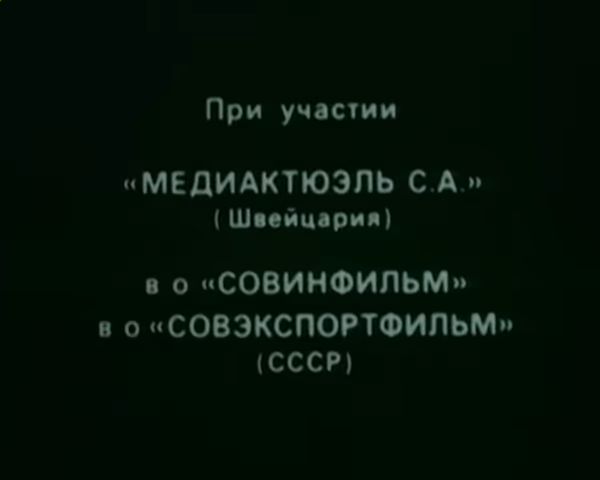 При участии
«МЕДИАКТЮЭЛЬ С.А.»
(Швейцария)
в о «СОВИНФИЛЬМ»
в о «СОВЭКСПОРТФИЛЬМ»
(СССР)